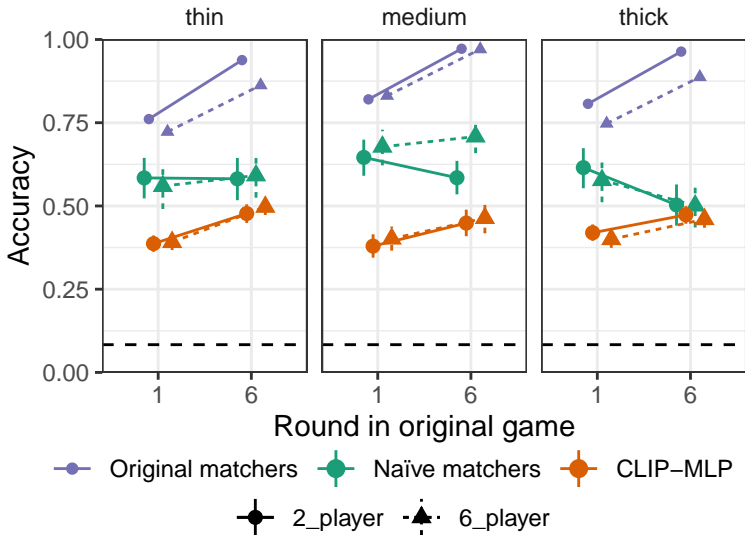 thin medium thick
Accuracy
1.00
0.75
0.50
0.25
0.00
1 6 1 6 1 6
Round in original game
Original matchers Naïve matchers CLIP−MLP
2_player 6_player